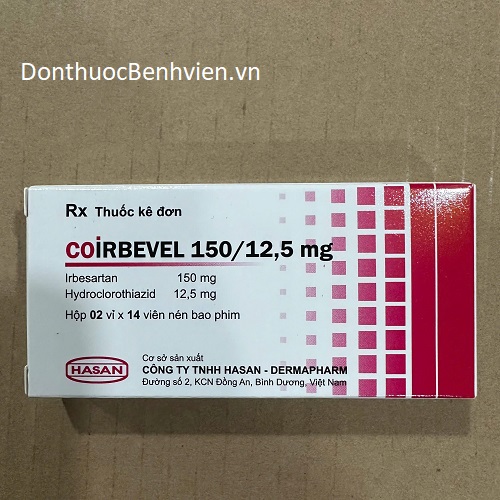 DonthuocBenhvien.vn
Rx Thuốc kê đơn
COİRBEVEL 150/12,5 mg
Irbesartan 150 mg
Hydroclorothiazid 12,5 mg
Hộp 02 vỉ x 14 viên nén bao phim
HASAN
Cơ sở sản xuất
CÔNG TY TNHH HASAN - DERMAPHARM
Đường số 2, KCN Đồng An, Bình Dương, Việt Nam